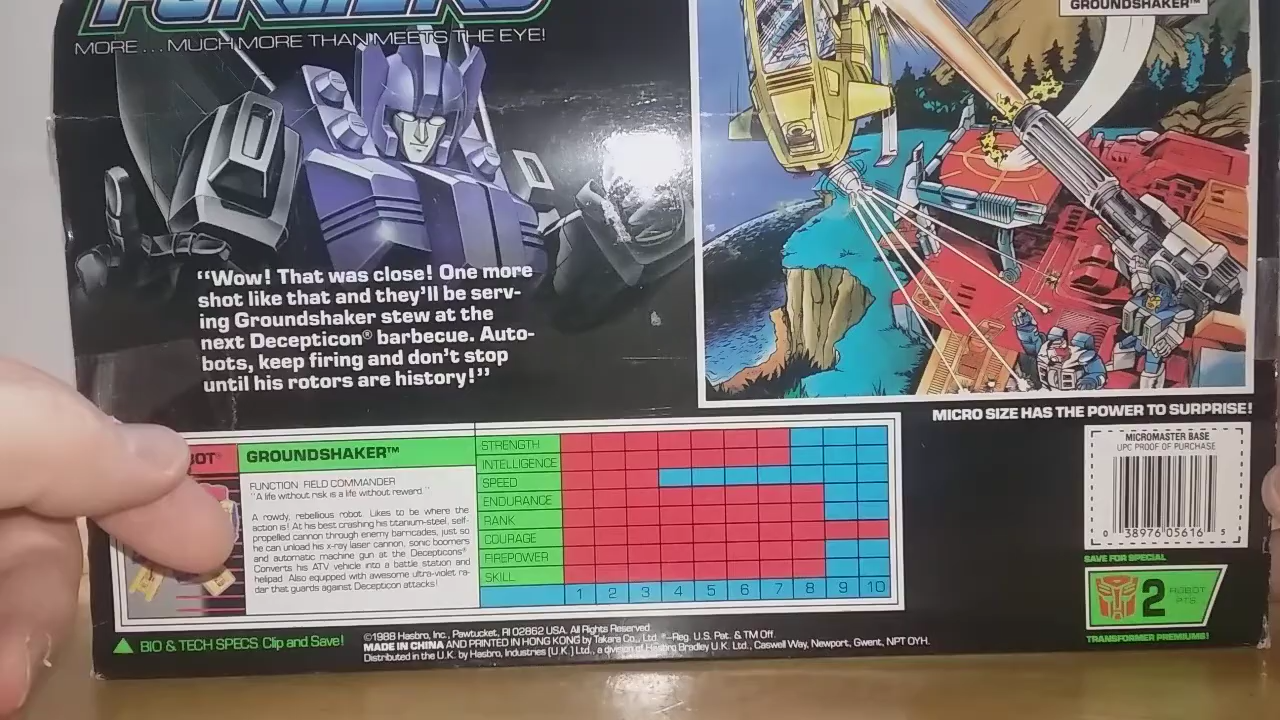 MORE . . . MUCH MORE THAN MEETS THE EYE!
GROUNDSHAKER™
“Wow! That was close! One more
shot like that and they’ll be serv-
ing Groundshaker stew at the
next Decepticon® barbecue. Auto-
bots, keep firing and don’t stop
until his rotors are history!”
MICRO SIZE HAS THE POWER TO SURPRISE!
BOT®
GROUNDSHAKER™
FUNCTION FIELD COMMANDER
"A life without risk is a life without reward."
A rowdy, rebellious robot. Likes to be where the
action is! At his best crashing his titanium-steel, self-
propelled cannon through enemy barricades, just so
he can unload his x-ray laser cannon, sonic boomers
and automatic machine gun at the Decepticons®
Converts his ATV vehicle into a battle station and
helipad. Also equipped with awesome ultra-violet ra-
dar that guards against Decepticon attacks!
STRENGTH
INTELLIGENCE
SPEED
ENDURANCE
RANK
COURAGE
FIREPOWER
SKILL
1 2 3 4 5 6 7 8 9 10
MICROMASTER BASE
UPC PROOF OF PURCHASE
0 38976 05616 5
SAVE FOR SPECIAL
2 ROBOT
PTS.
TRANSFORMER PREMIUMS!
BIO & TECH SPECS. Clip and Save!
©1988 Hasbro, Inc., Pawtucket, RI 02862 USA. All Rights Reserved.
MADE IN CHINA AND PRINTED IN HONG KONG by Takara Co., Ltd. ®—Reg. U.S. Pat. & TM Off.
Distributed in the U.K. by Hasbro, Industries [U.K.] Ltd., a division of Hasbro Bradley U.K. Ltd., Caswell Way, Newport, Gwent, NPT OYH.